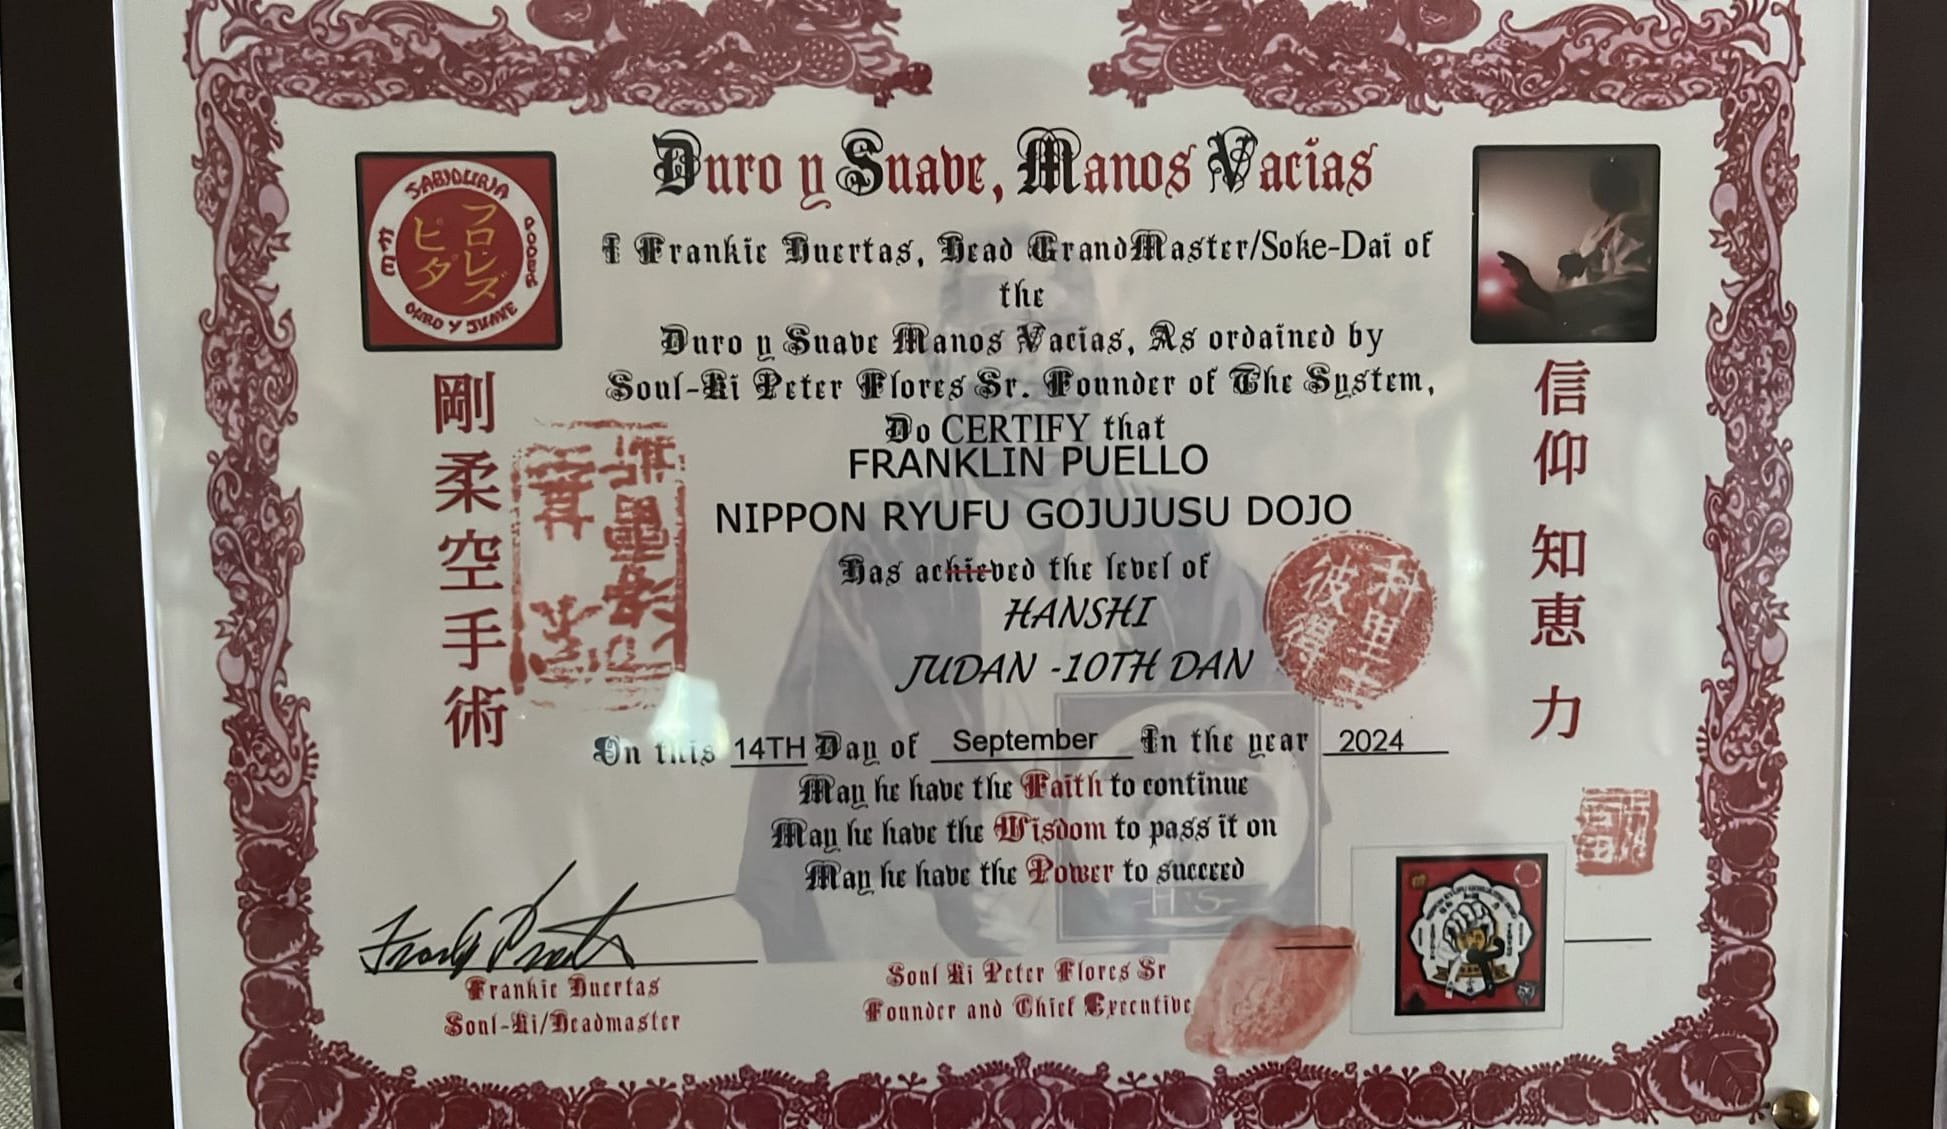 Duro y Suave, Manos Vacias
SABIDURIA
PODER
DURO Y SUAVE
FE
フロレズ
ピタ
I Frankie Huertas, Head GrandMaster/Soke-Dai of
the
Duro y Suave Manos Vacias, As ordained by
Soul-Ki Peter Flores Sr. Founder of The System,
Do CERTIFY that
FRANKLIN PUELLO
NIPPON RYUFU GOJUJUSU DOJO
Has achieved the level of
HANSHI
JUDAN -10TH DAN
剛柔空手術
信仰 知恵 力
On this 14TH Day of September In the year 2024
May he have the Faith to continue
May he have the Wisdom to pass it on
May he have the Power to succeed
-H'S-
Frankie Huertas
Soul-Ki/Headmaster
Soul Ki Peter Flores Sr
Founder and Chief Executive